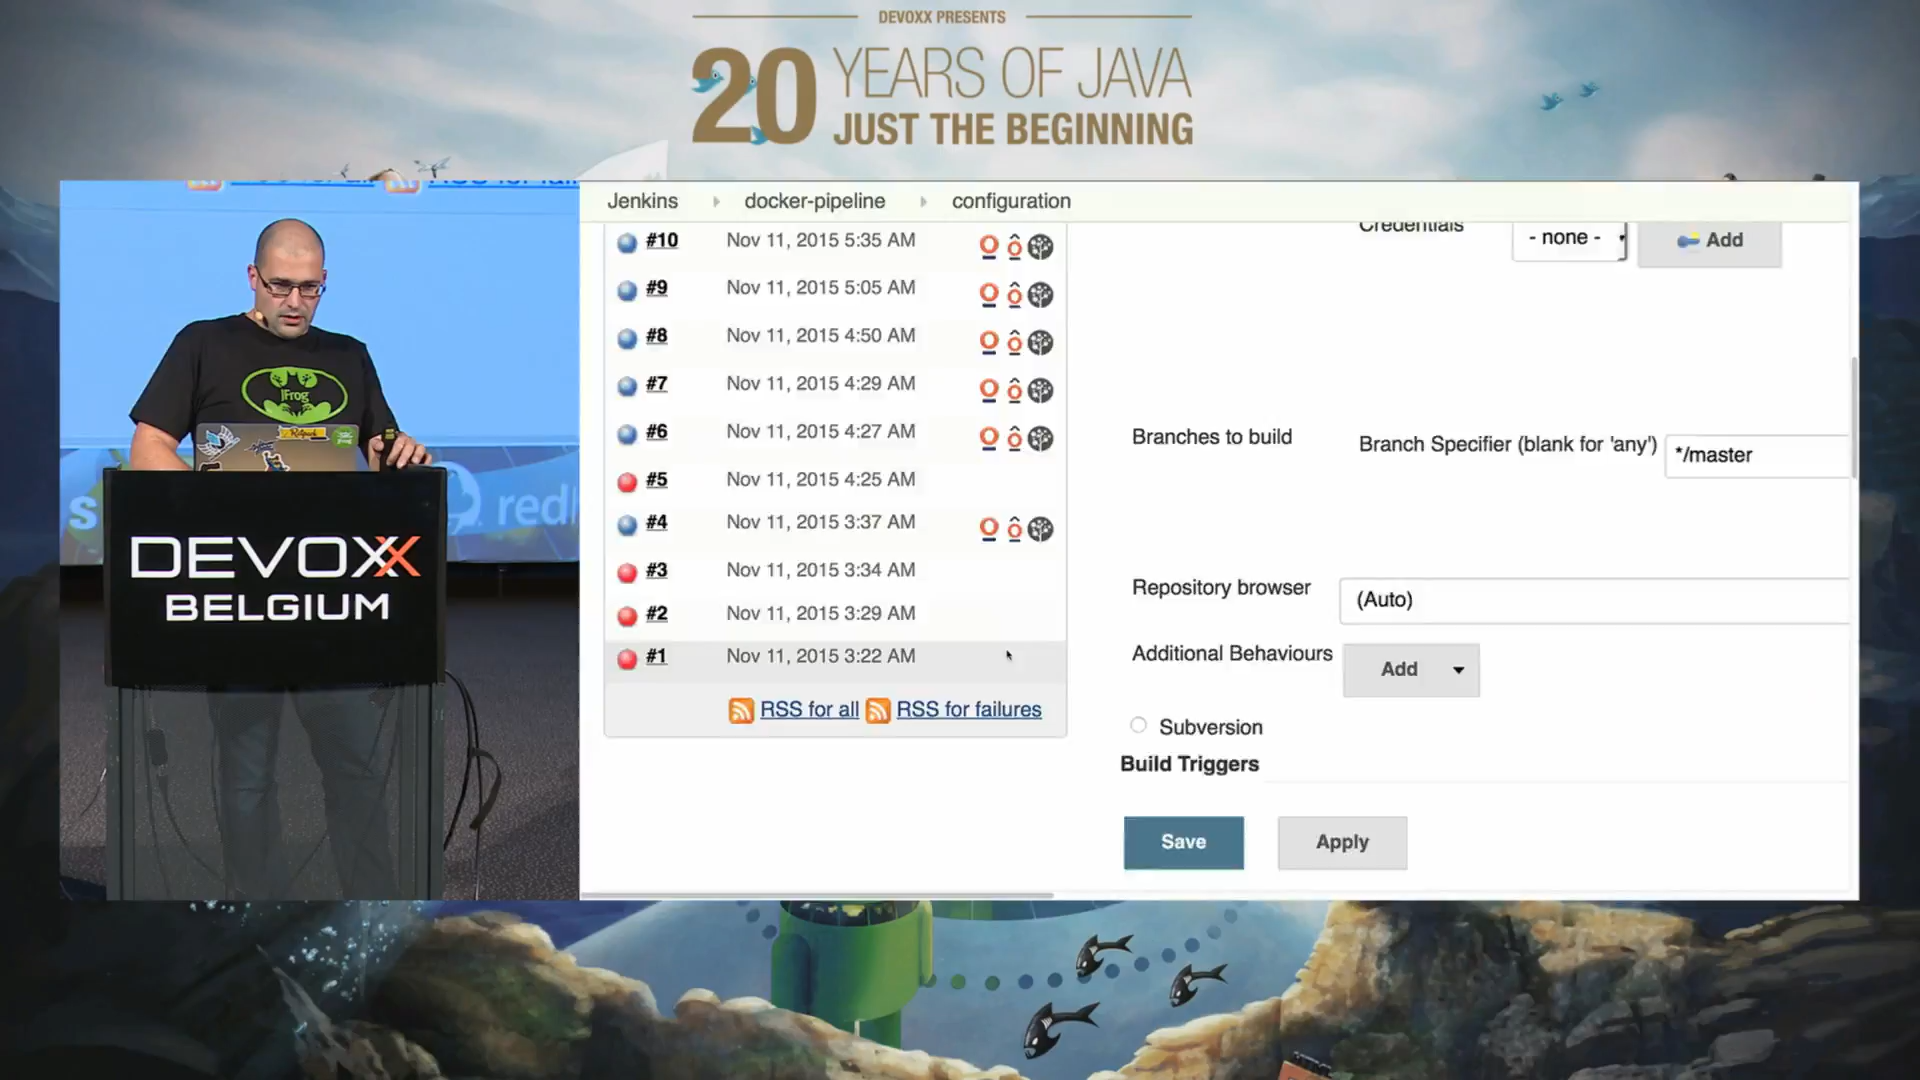 DEVOXX PRESENTS
20 YEARS OF JAVA
JUST THE BEGINNING
Jenkins docker-pipeline configuration
#10 Nov 11, 2015 5:35 AM
#9 Nov 11, 2015 5:05 AM
#8 Nov 11, 2015 4:50 AM
#7 Nov 11, 2015 4:29 AM
#6 Nov 11, 2015 4:27 AM
#5 Nov 11, 2015 4:25 AM
#4 Nov 11, 2015 3:37 AM
#3 Nov 11, 2015 3:34 AM
#2 Nov 11, 2015 3:29 AM
#1 Nov 11, 2015 3:22 AM
RSS for all RSS for failures
Credentials - none - Add
Branches to build Branch Specifier (blank for 'any') */master
Repository browser (Auto)
Additional Behaviours Add
Subversion
Build Triggers
Save Apply
JFrog
redh
DEVOXX
BELGIUM